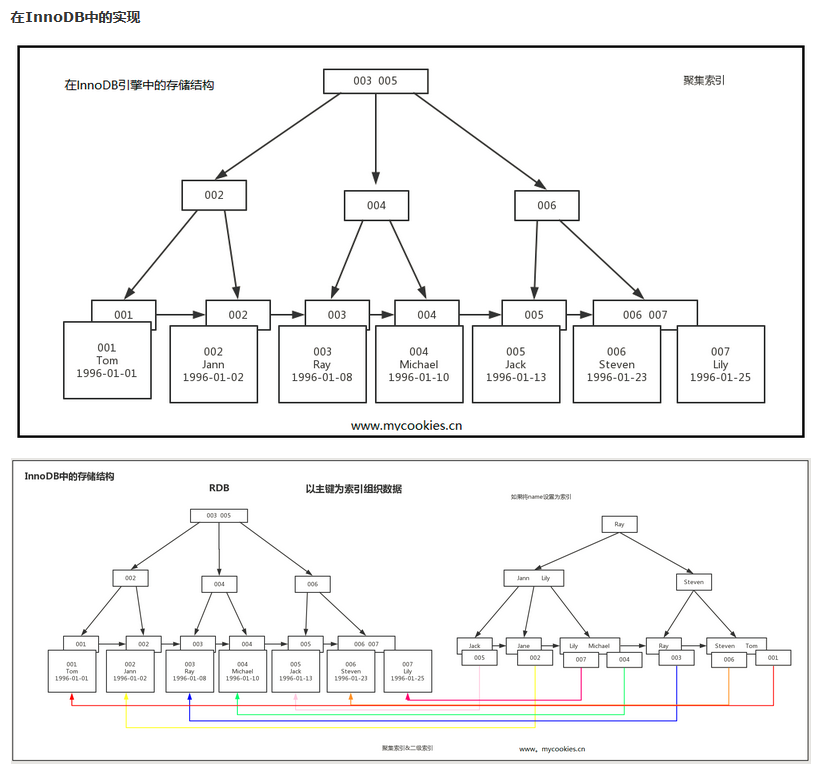 在InnoDB中的实现
在InnoDB引擎中的存储结构
003 005
聚集索引
002
004
006
001
002
003
004
005
006 007
001
Tom
1996-01-01
002
Jann
1996-01-02
003
Ray
1996-01-08
004
Michael
1996-01-10
005
Jack
1996-01-13
006
Steven
1996-01-23
007
Lily
1996-01-25
www.mycookies.cn
InnoDB中的存储结构
RDB
以主键为索引组织数据
如果将name设置为索引
003 005
002
004
006
001
002
003
004
005
006 007
001
Tom
1996-01-01
002
Jann
1996-01-02
003
Ray
1996-01-08
004
Michael
1996-01-10
005
Jack
1996-01-13
006
Steven
1996-01-23
007
Lily
1996-01-25
Ray
Jann Lily
Steven
Jack
Jane
Lily Michael
Ray
Steven Tom
005
002
007
004
003
006
001
聚集索引&二级索引
www。mycookies.cn